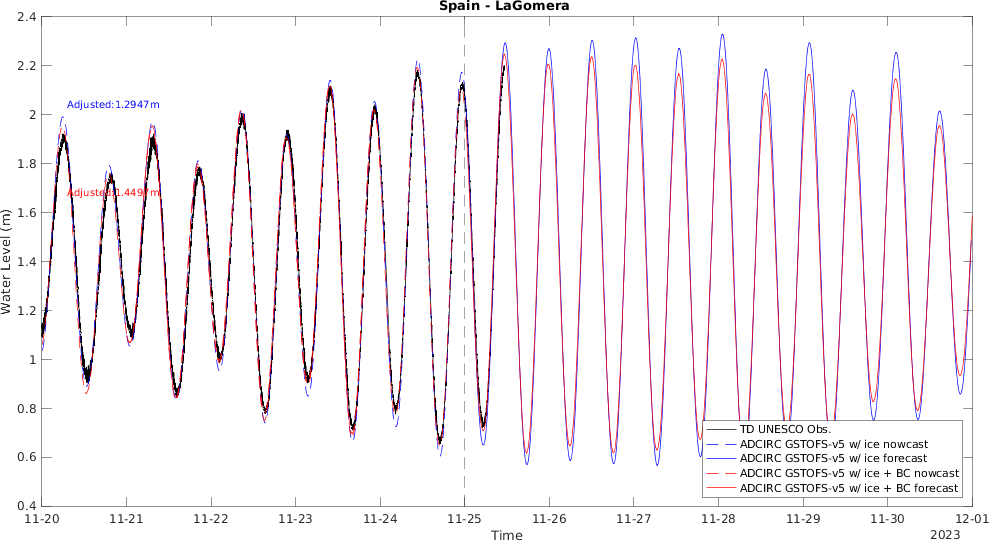 Spain - LaGomera
2.4
2.2
2
1.8
1.6
1.4
1.2
1
0.8
0.6
0.4
Water Level (m)
Adjusted:1.2947m
Adjusted:1.4497m
TD UNESCO Obs.
ADCIRC GSTOFS-v5 w/ ice nowcast
ADCIRC GSTOFS-v5 w/ ice forecast
ADCIRC GSTOFS-v5 w/ ice + BC nowcast
ADCIRC GSTOFS-v5 w/ ice + BC forecast
11-20 11-21 11-22 11-23 11-24 11-25 11-26 11-27 11-28 11-29 11-30 12-01
Time
2023